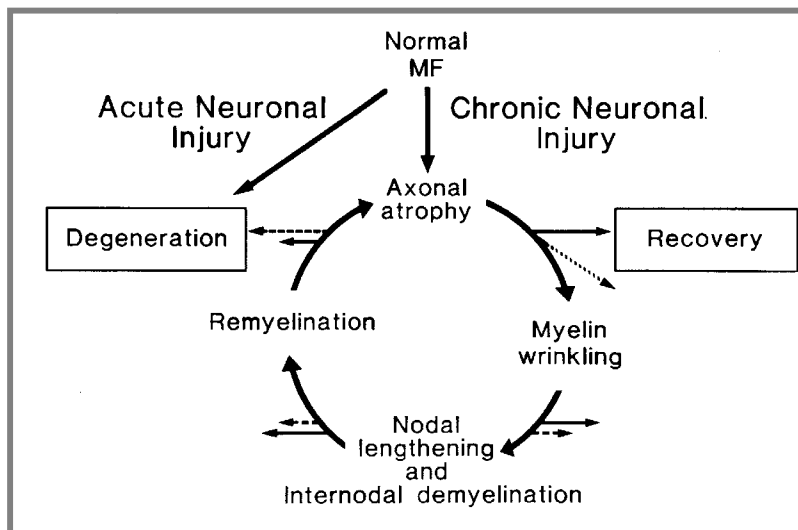 Normal
MF
Acute Neuronal
Injury
Chronic Neuronal.
Injury
Axonal
atrophy
Degeneration
Recovery
Remyelination
Myelin
wrinkling
Nodal
lengthening
and
Internodal demyelination